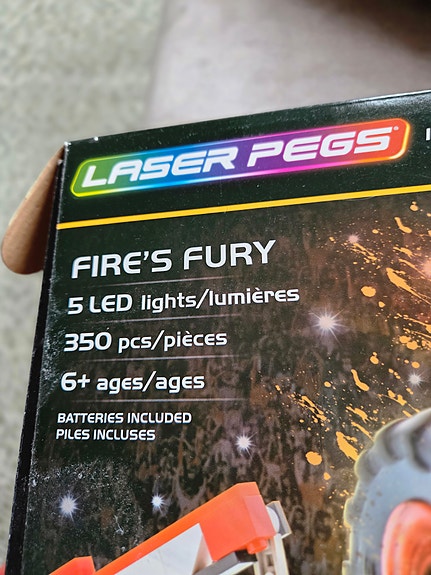 LASER PEGS®
FIRE'S FURY
5 LED lights/lumières
350 pcs/pièces
6+ ages/ages
BATTERIES INCLUDED
PILES INCLUSES